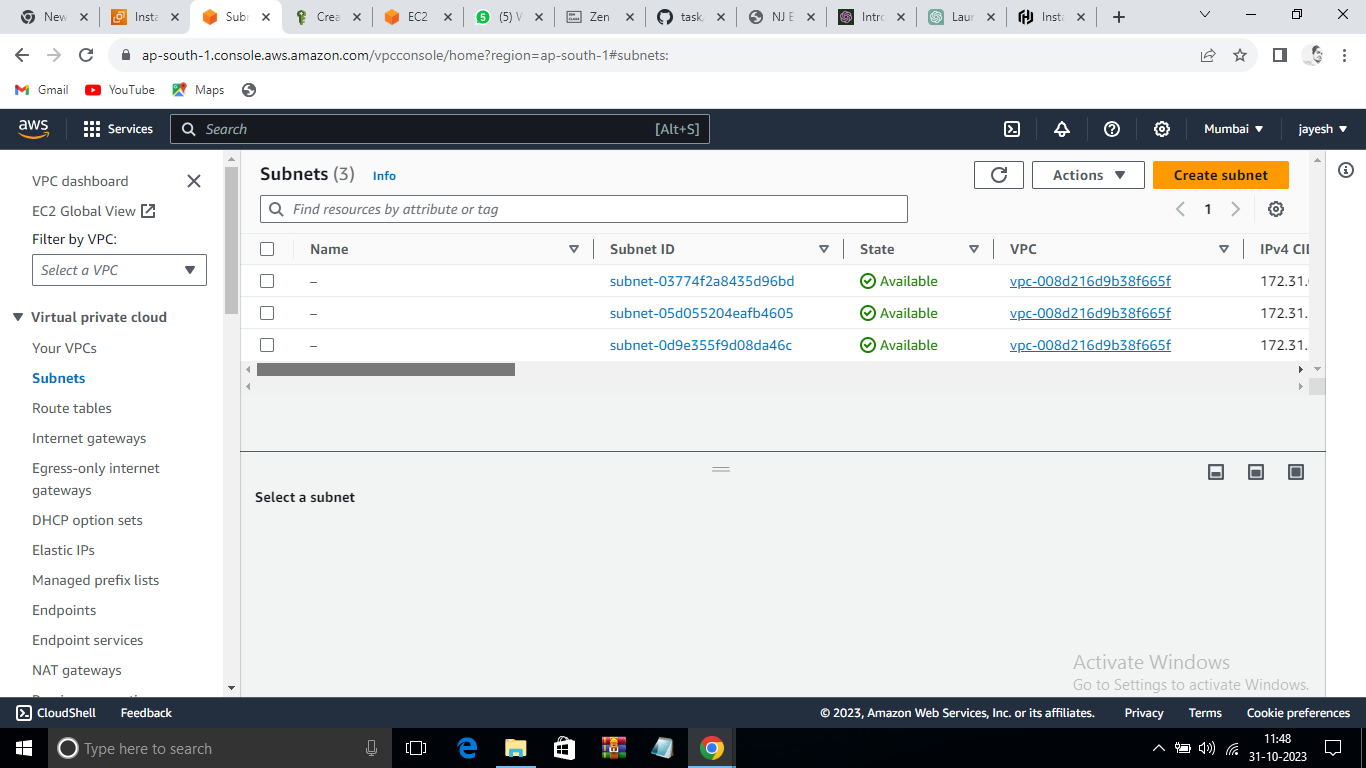 New
Insta
Subn
Crea
EC2
(5) V
Zen
task
NJ E
Intro
Laun
Insta
ap-south-1.console.aws.amazon.com/vpcconsole/home?region=ap-south-1#subnets:
Gmail
YouTube
Maps
aws
Services
Search
[Alt+S]
Mumbai
jayesh
VPC dashboard
EC2 Global View
Filter by VPC:
Select a VPC
Virtual private cloud
Your VPCs
Subnets
Route tables
Internet gateways
Egress-only internet
gateways
DHCP option sets
Elastic IPs
Managed prefix lists
Endpoints
Endpoint services
NAT gateways
Subnets (3) Info
Actions
Create subnet
Find resources by attribute or tag
1
Name Subnet ID State VPC IPv4 CI
– subnet-03774f2a8435d96bd Available vpc-008d216d9b38f665f 172.31.
– subnet-05d055204eafb4605 Available vpc-008d216d9b38f665f 172.31.
– subnet-0d9e355f9d08da46c Available vpc-008d216d9b38f665f 172.31.
Select a subnet
Activate Windows
Go to Settings to activate Windows.
CloudShell
Feedback
© 2023, Amazon Web Services, Inc. or its affiliates.
Privacy
Terms
Cookie preferences
Type here to search
11:48
31-10-2023